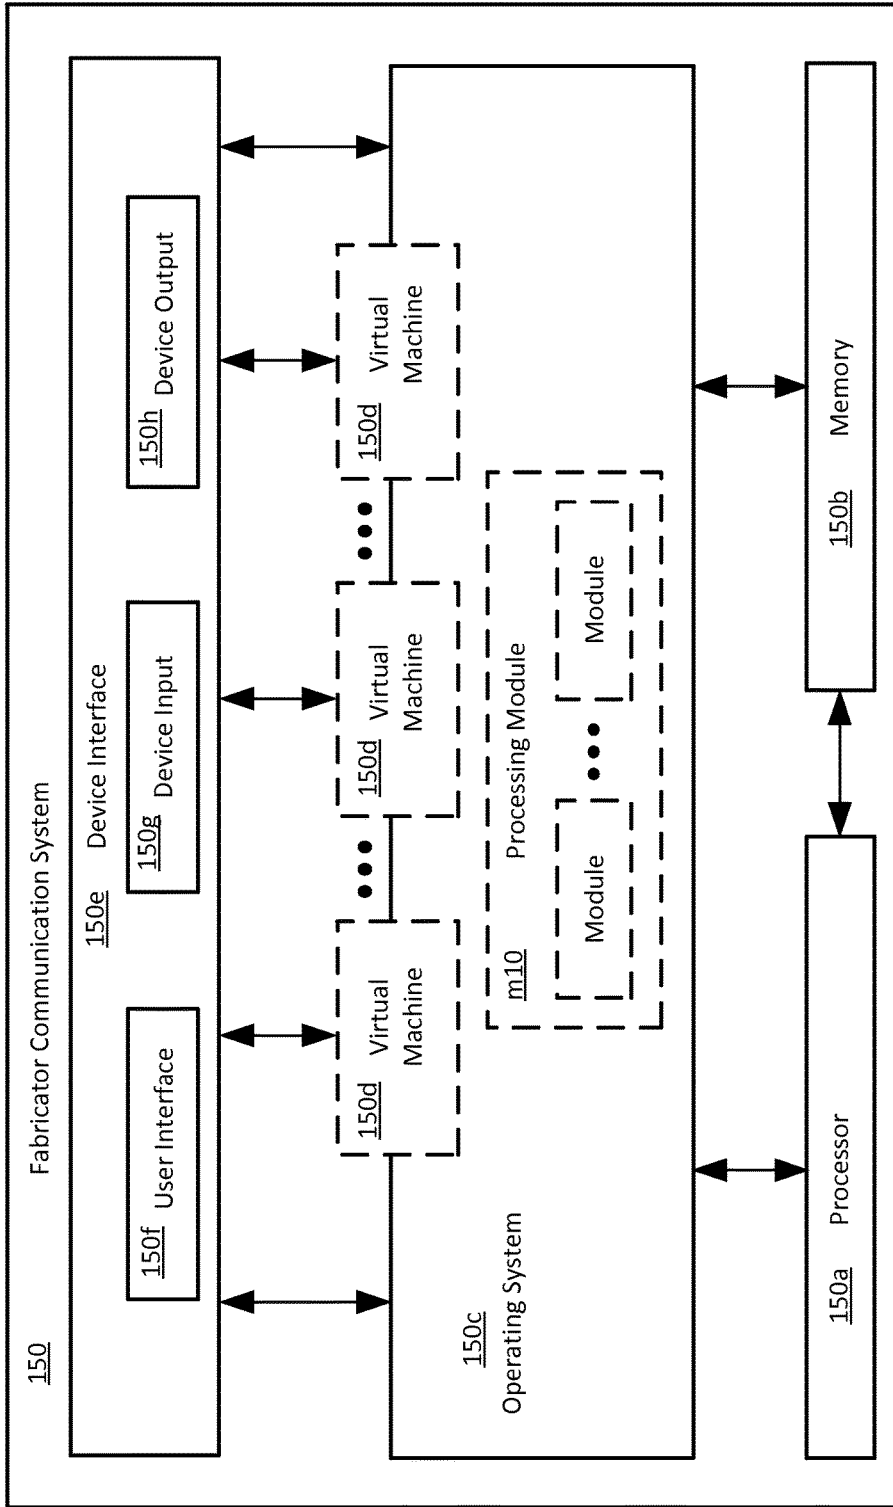 150
Fabricator Communication System
150e
Device Interface
150f
User Interface
150g
Device Input
150h
Device Output
150d
Virtual
Machine
150d
Virtual
Machine
150d
Virtual
Machine
150c
Operating System
m10
Processing Module
Module
Module
150a
Processor
150b
Memory